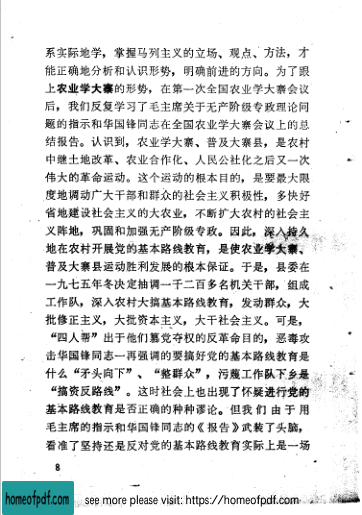 系实际地学，掌握马列主义的立场、观点、方法，才
能正确地分析和认识形势，明确前进的方向。为了跟
上农业学大寨的形势，在第一次全国农业学大寨会议
后，我们反复学习了毛主席关于无产阶级专政理论问
题的指示和华国锋同志在全国农业学大寨会议上的总
结报告。认识到，农业学大寨、普及大寨县，是农村
中继土地改革、农业合作化、人民公社化之后又一次
伟大的革命运动。这个运动的根本目的，是要最大限
度地调动广大干部和群众的社会主义积极性，多快好
省地建设社会主义的大农业，不断扩大农村的社会主
义阵地，巩固和加强无产阶级专政。因此，深入持久
地在农村开展党的基本路线教育，是使农业学大寨、
普及大寨县运动胜利发展的根本保证。于是，县委在
一九七五年冬决定抽调一千二百多名机关干部，组成
工作队，深入农村大搞基本路线教育，发动群众，大
批修正主义，大批资本主义，大干社会主义。可是，
“四人帮”出于他们篡党夺权的反革命目的，恶毒攻
击华国锋同志一再强调的要搞好党的基本路线教育是
什么“矛头向下”、“整群众”，污蔑工作队下乡是
“搞资反路线”。这时社会上也出现了怀疑进行党的
基本路线教育是否正确的种种谬论。但我们由于用
毛主席的指示和华国锋同志的《报告》武装了头脑，
看准了坚持还是反对党的基本路线教育实际上是一场
8
homeofpdf.com
see more please visit: https://homeofpdf.com